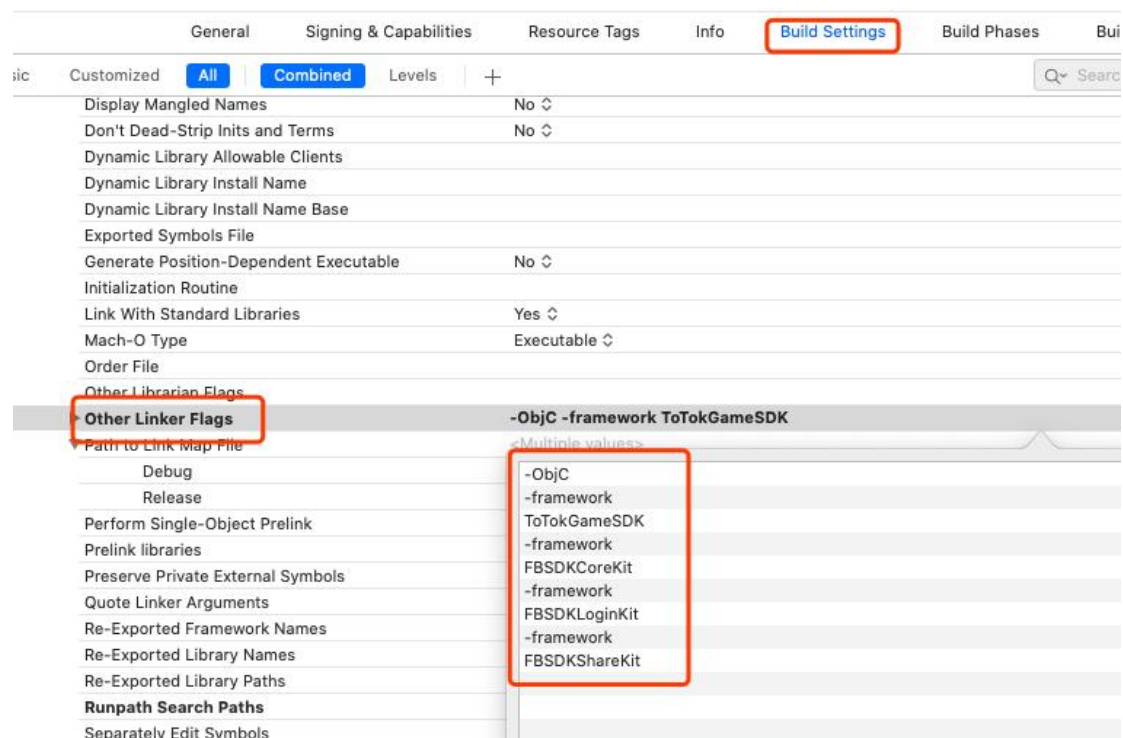 General Signing & Capabilities Resource Tags Info Build Settings Build Phases Bui
sic Customized All Combined Levels + Searc
Display Mangled Names No
Don't Dead-Strip Inits and Terms No
Dynamic Library Allowable Clients
Dynamic Library Install Name
Dynamic Library Install Name Base
Exported Symbols File
Generate Position-Dependent Executable No
Initialization Routine
Link With Standard Libraries Yes
Mach-O Type Executable
Order File
Other Librarian Flags
Other Linker Flags -ObjC -framework ToTokGameSDK
Path to Link Map File <Multiple values>
Debug -ObjC
Release -framework
ToTokGameSDK
Perform Single-Object Prelink -framework
Prelink libraries FBSDKCoreKit
Preserve Private External Symbols -framework
Quote Linker Arguments FBSDKLoginKit
Re-Exported Framework Names -framework
Re-Exported Library Names FBSDKShareKit
Re-Exported Library Paths
Runpath Search Paths
Separately Edit Symbols